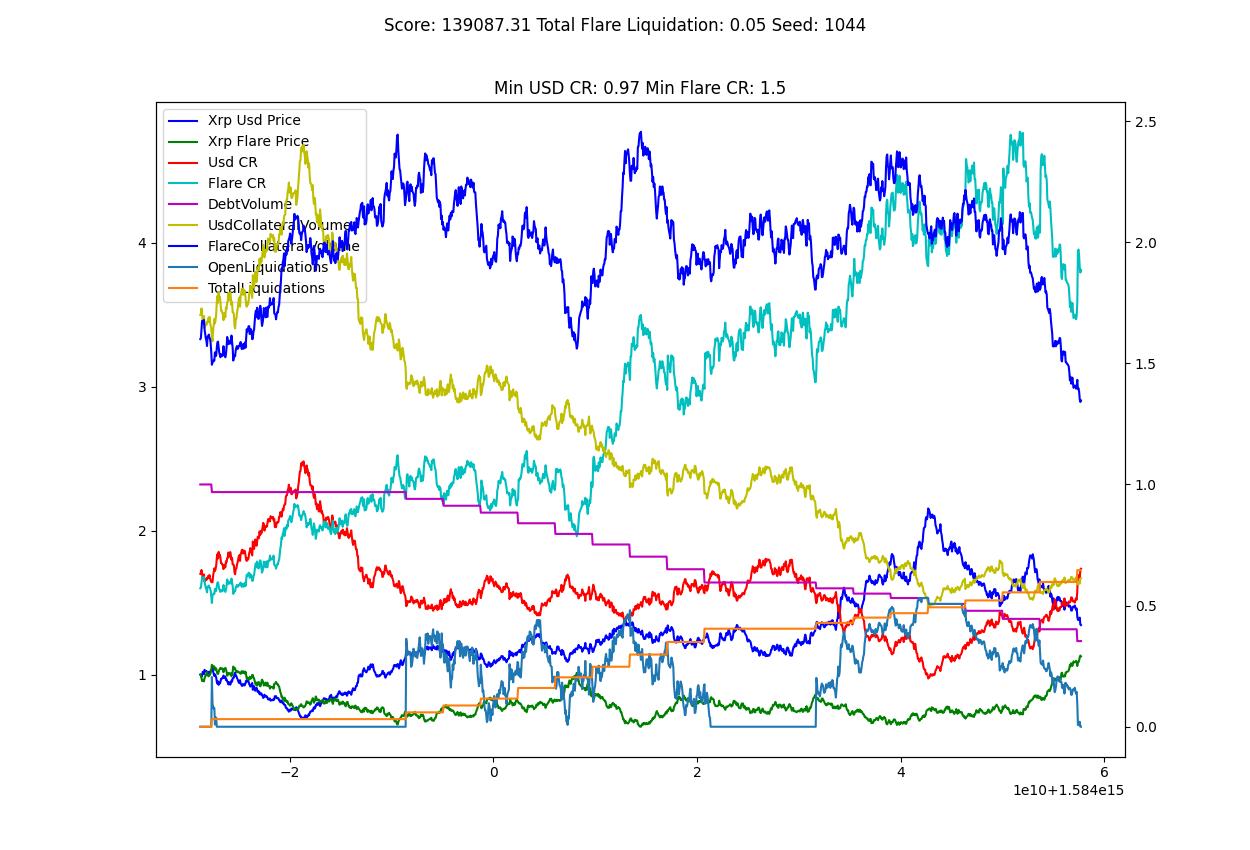 Score: 139087.31 Total Flare Liquidation: 0.05 Seed: 1044
Min USD CR: 0.97 Min Flare CR: 1.5
Xrp Usd Price
Xrp Flare Price
Usd CR
Flare CR
DebtVolume
UsdCollateralVolume
FlareCollateralVolume
OpenLiquidations
TotalLiquidations
4
3
2
1
2.5
2.0
1.5
1.0
0.5
0.0
−2 0 2 4 6
1e10+1.584e15